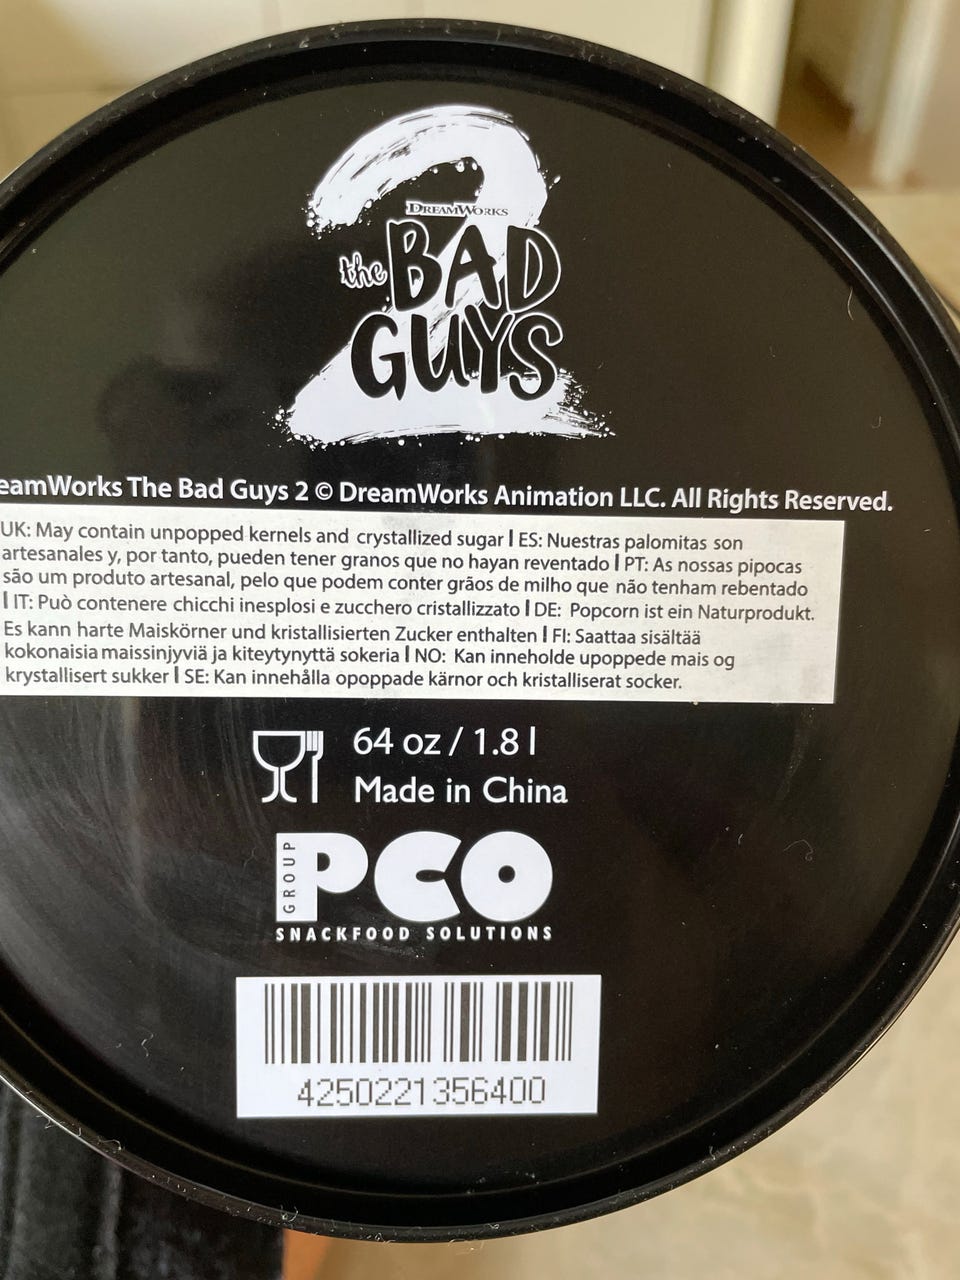 DREAMWORKS
the BAD
GUYS
2
eamWorks The Bad Guys 2 © DreamWorks Animation LLC. All Rights Reserved.
UK: May contain unpopped kernels and crystallized sugar | ES: Nuestras palomitas son
artesanales y, por tanto, pueden tener granos que no hayan reventado | PT: As nossas pipocas
são um produto artesanal, pelo que podem conter grãos de milho que não tenham rebentado
| IT: Può contenere chicchi inesplosi e zucchero cristallizzato | DE: Popcorn ist ein Naturprodukt.
Es kann harte Maiskörner und kristallisierten Zucker enthalten | FI: Saattaa sisältää
kokonaisia maissinjyviä ja kiteytynyttä sokeria | NO: Kan inneholde upoppede mais og
krystallisert sukker | SE: Kan innehålla opoppade kärnor och kristalliserat socker.
64 oz / 1.8 l
Made in China
GROUP PCO
SNACKFOOD SOLUTIONS
4250221356400